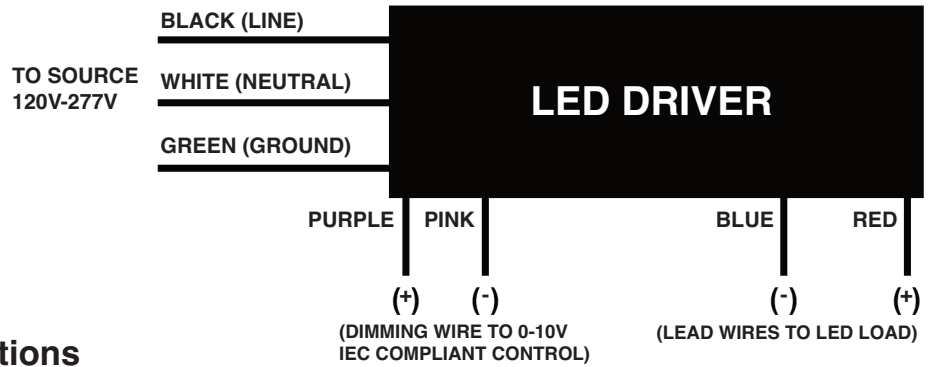 BLACK (LINE)
TO SOURCE
120V-277V
WHITE (NEUTRAL)
LED DRIVER
GREEN (GROUND)
PURPLE
PINK
BLUE
RED
(+)
(-)
(-)
(+)
(DIMMING WIRE TO 0-10V
IEC COMPLIANT CONTROL)
(LEAD WIRES TO LED LOAD)
tions